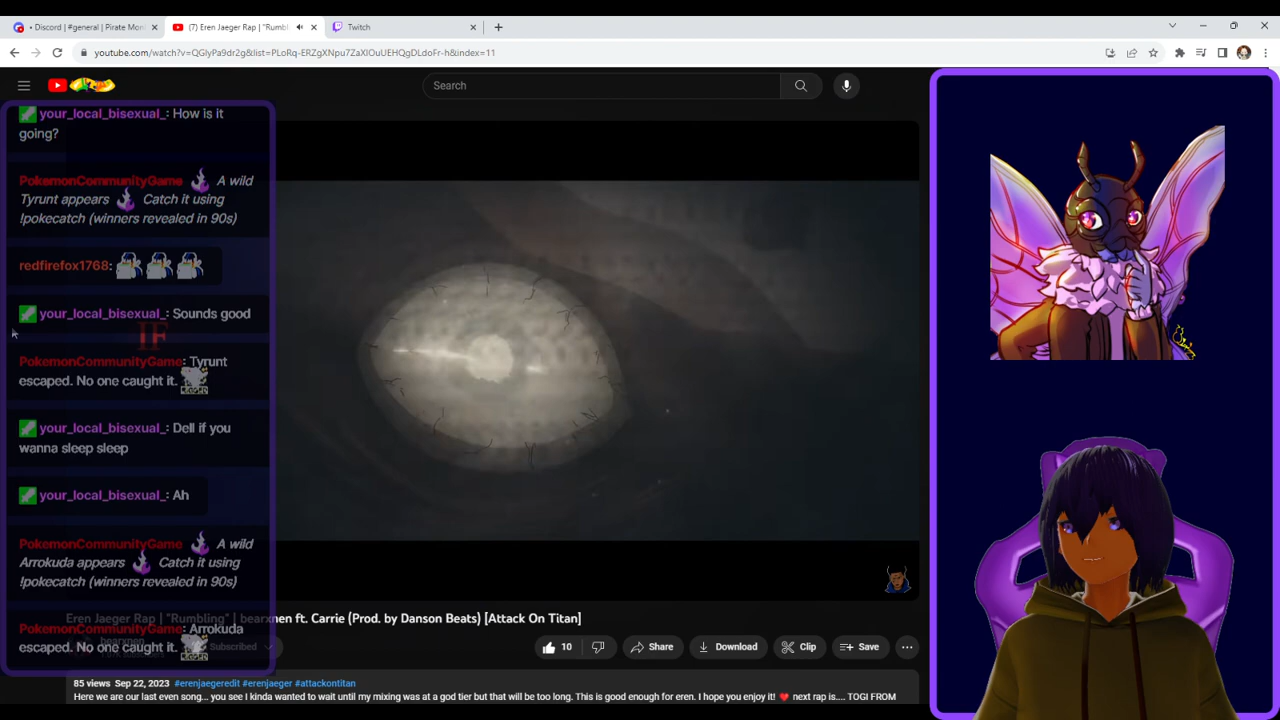 • Discord | #general | Pirate Mon
(7) Eren Jaeger Rap | "Rumbl
Twitch
youtube.com/watch?v=QGlyPa9dr2g&list=PLoRq-ERZgXNpu7ZaXIOuUEHQgDLdoFr-h&index=11
Search
your_local_bisexual_: How is it
going?
PokemonCommunityGame A wild
Tyrunt appears Catch it using
!pokecatch (winners revealed in 90s)
redfirefox1768:
your_local_bisexual_: Sounds good
IF
PokemonCommunityGame: Tyrunt
escaped. No one caught it.
your_local_bisexual_: Dell if you
wanna sleep sleep
your_local_bisexual_: Ah
PokemonCommunityGame A wild
Arrokuda appears Catch it using
!pokecatch (winners revealed in 90s)
PokemonCommunityGame: Arrokuda
escaped. No one caught it.
Eren Jaeger Rap | "Rumbling" | bearxnen ft. Carrie (Prod. by Danson Beats) [Attack On Titan]
bearxnen
Subscribed
10
Share
Download
Clip
Save
85 views Sep 22, 2023 #erenjaegeredit #erenjaeger #attackontitan
Here we are our last even song... you see I kinda wanted to wait until my mixing was at a god tier but that will be too long. This is good enough for eren. I hope you enjoy it! ❤️ next rap is.... TOGI FROM